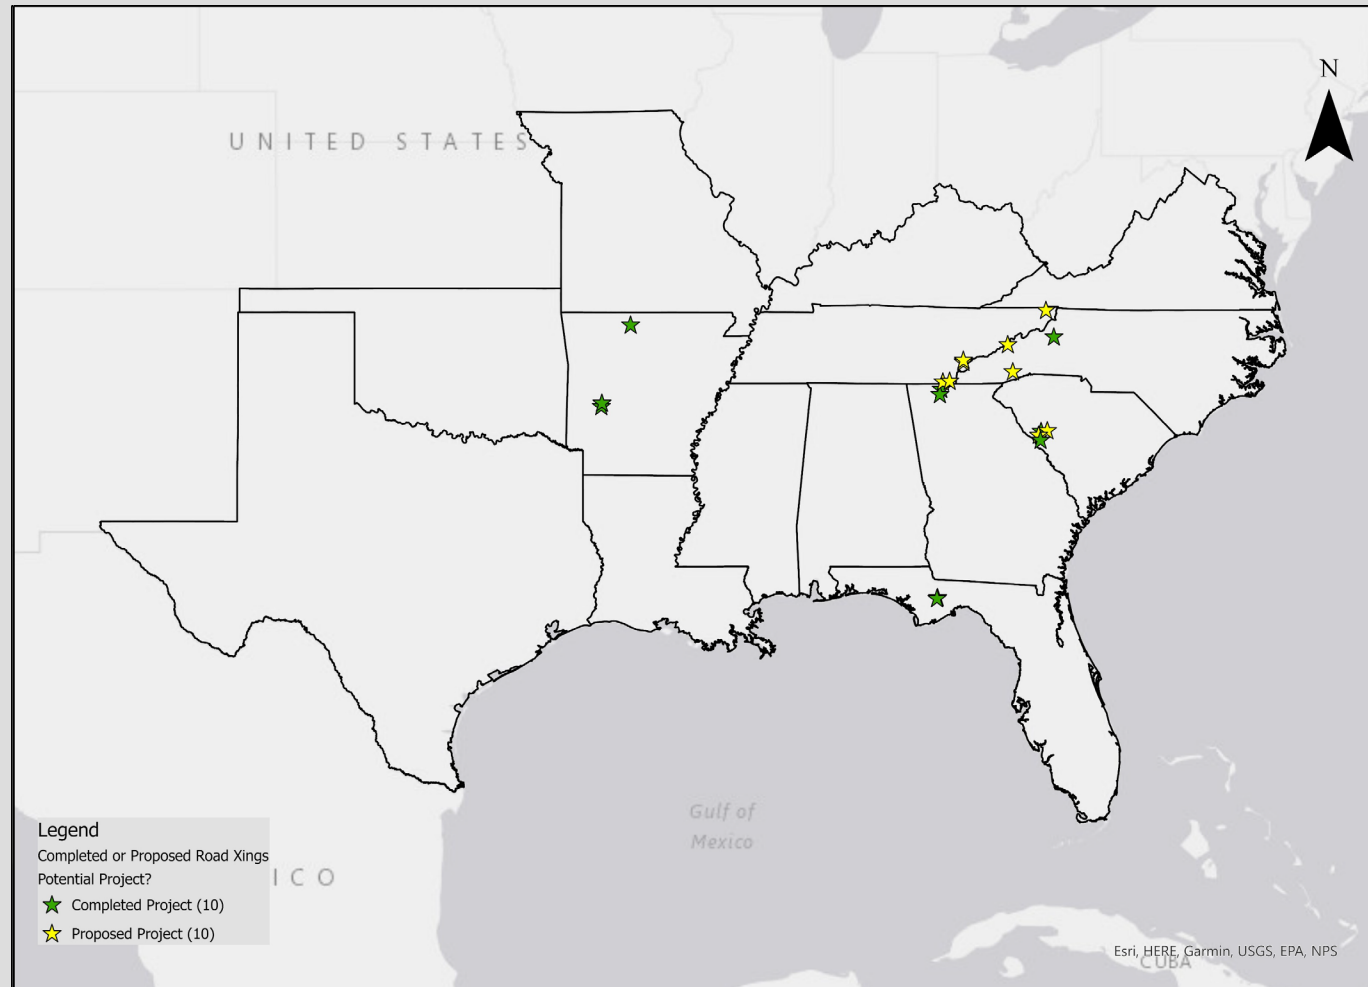 N
UNITED STATES
Gulf of
Mexico
Legend
Completed or Proposed Road Xings
Potential Project?
ICO
Completed Project (10)
Proposed Project (10)
Esri, HERE, Garmin, USGS, EPA, NPS
CUBA